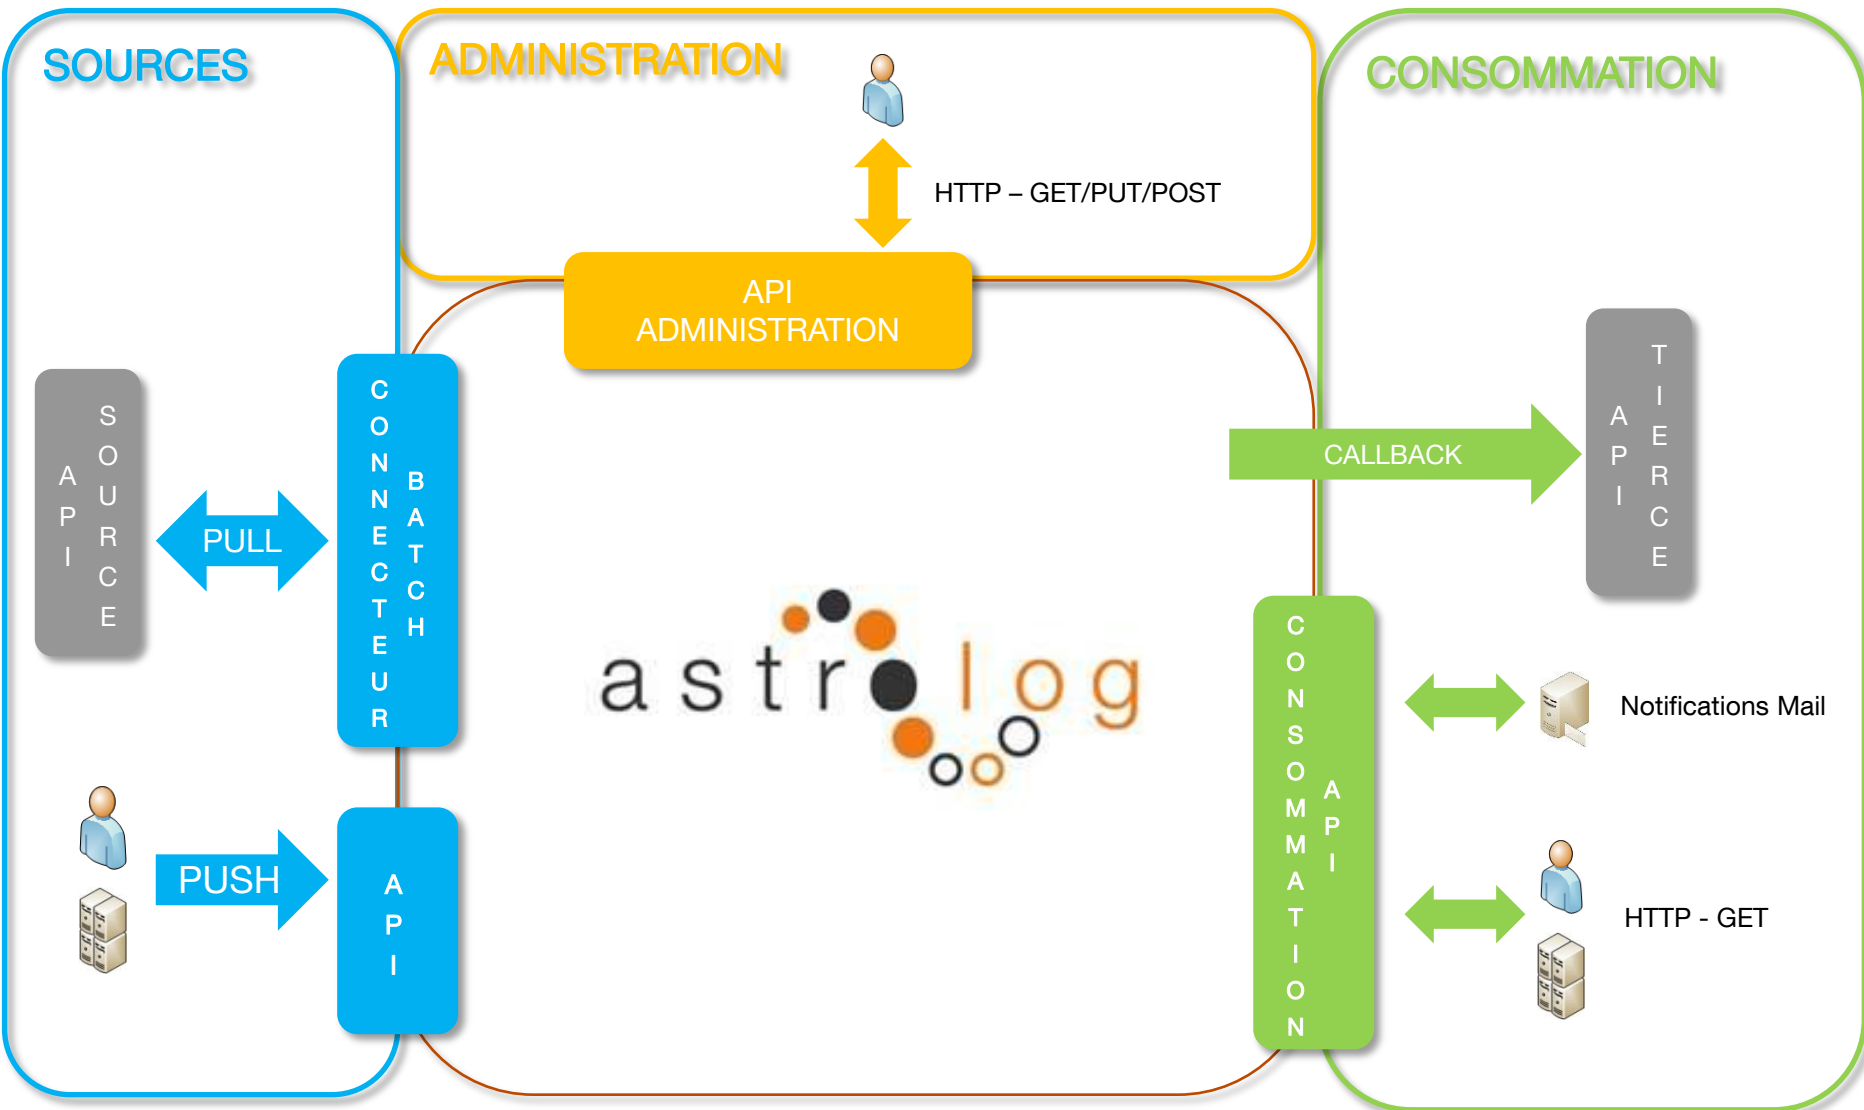 SOURCES
ADMINISTRATION
CONSOMMATION
HTTP – GET/PUT/POST
API
ADMINISTRATION
API
SOURCE
PULL
CONNECTEUR
BATCH
CALLBACK
API
TIERCE
astrolog
CONSOMMATION
API
Notifications Mail
PUSH
API
HTTP - GET